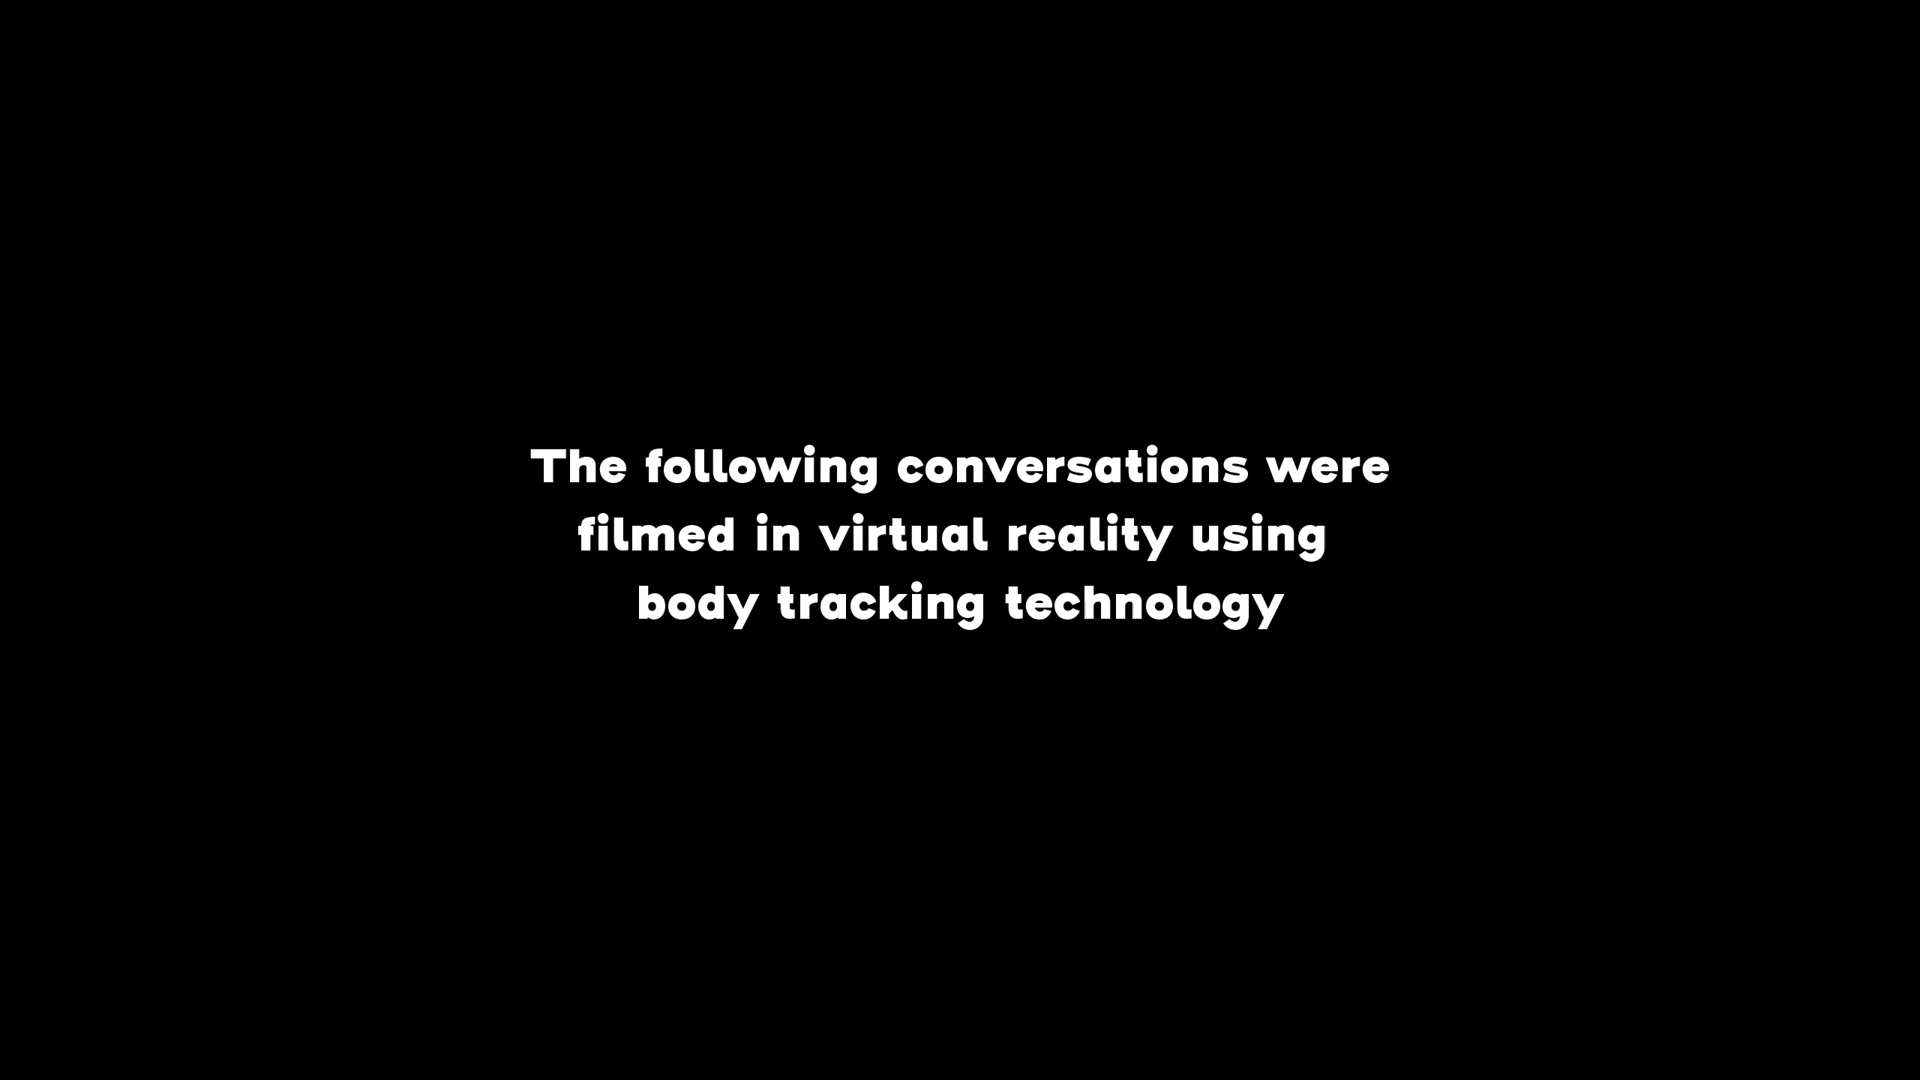 The following conversations were
filmed in virtual reality using
body tracking technology